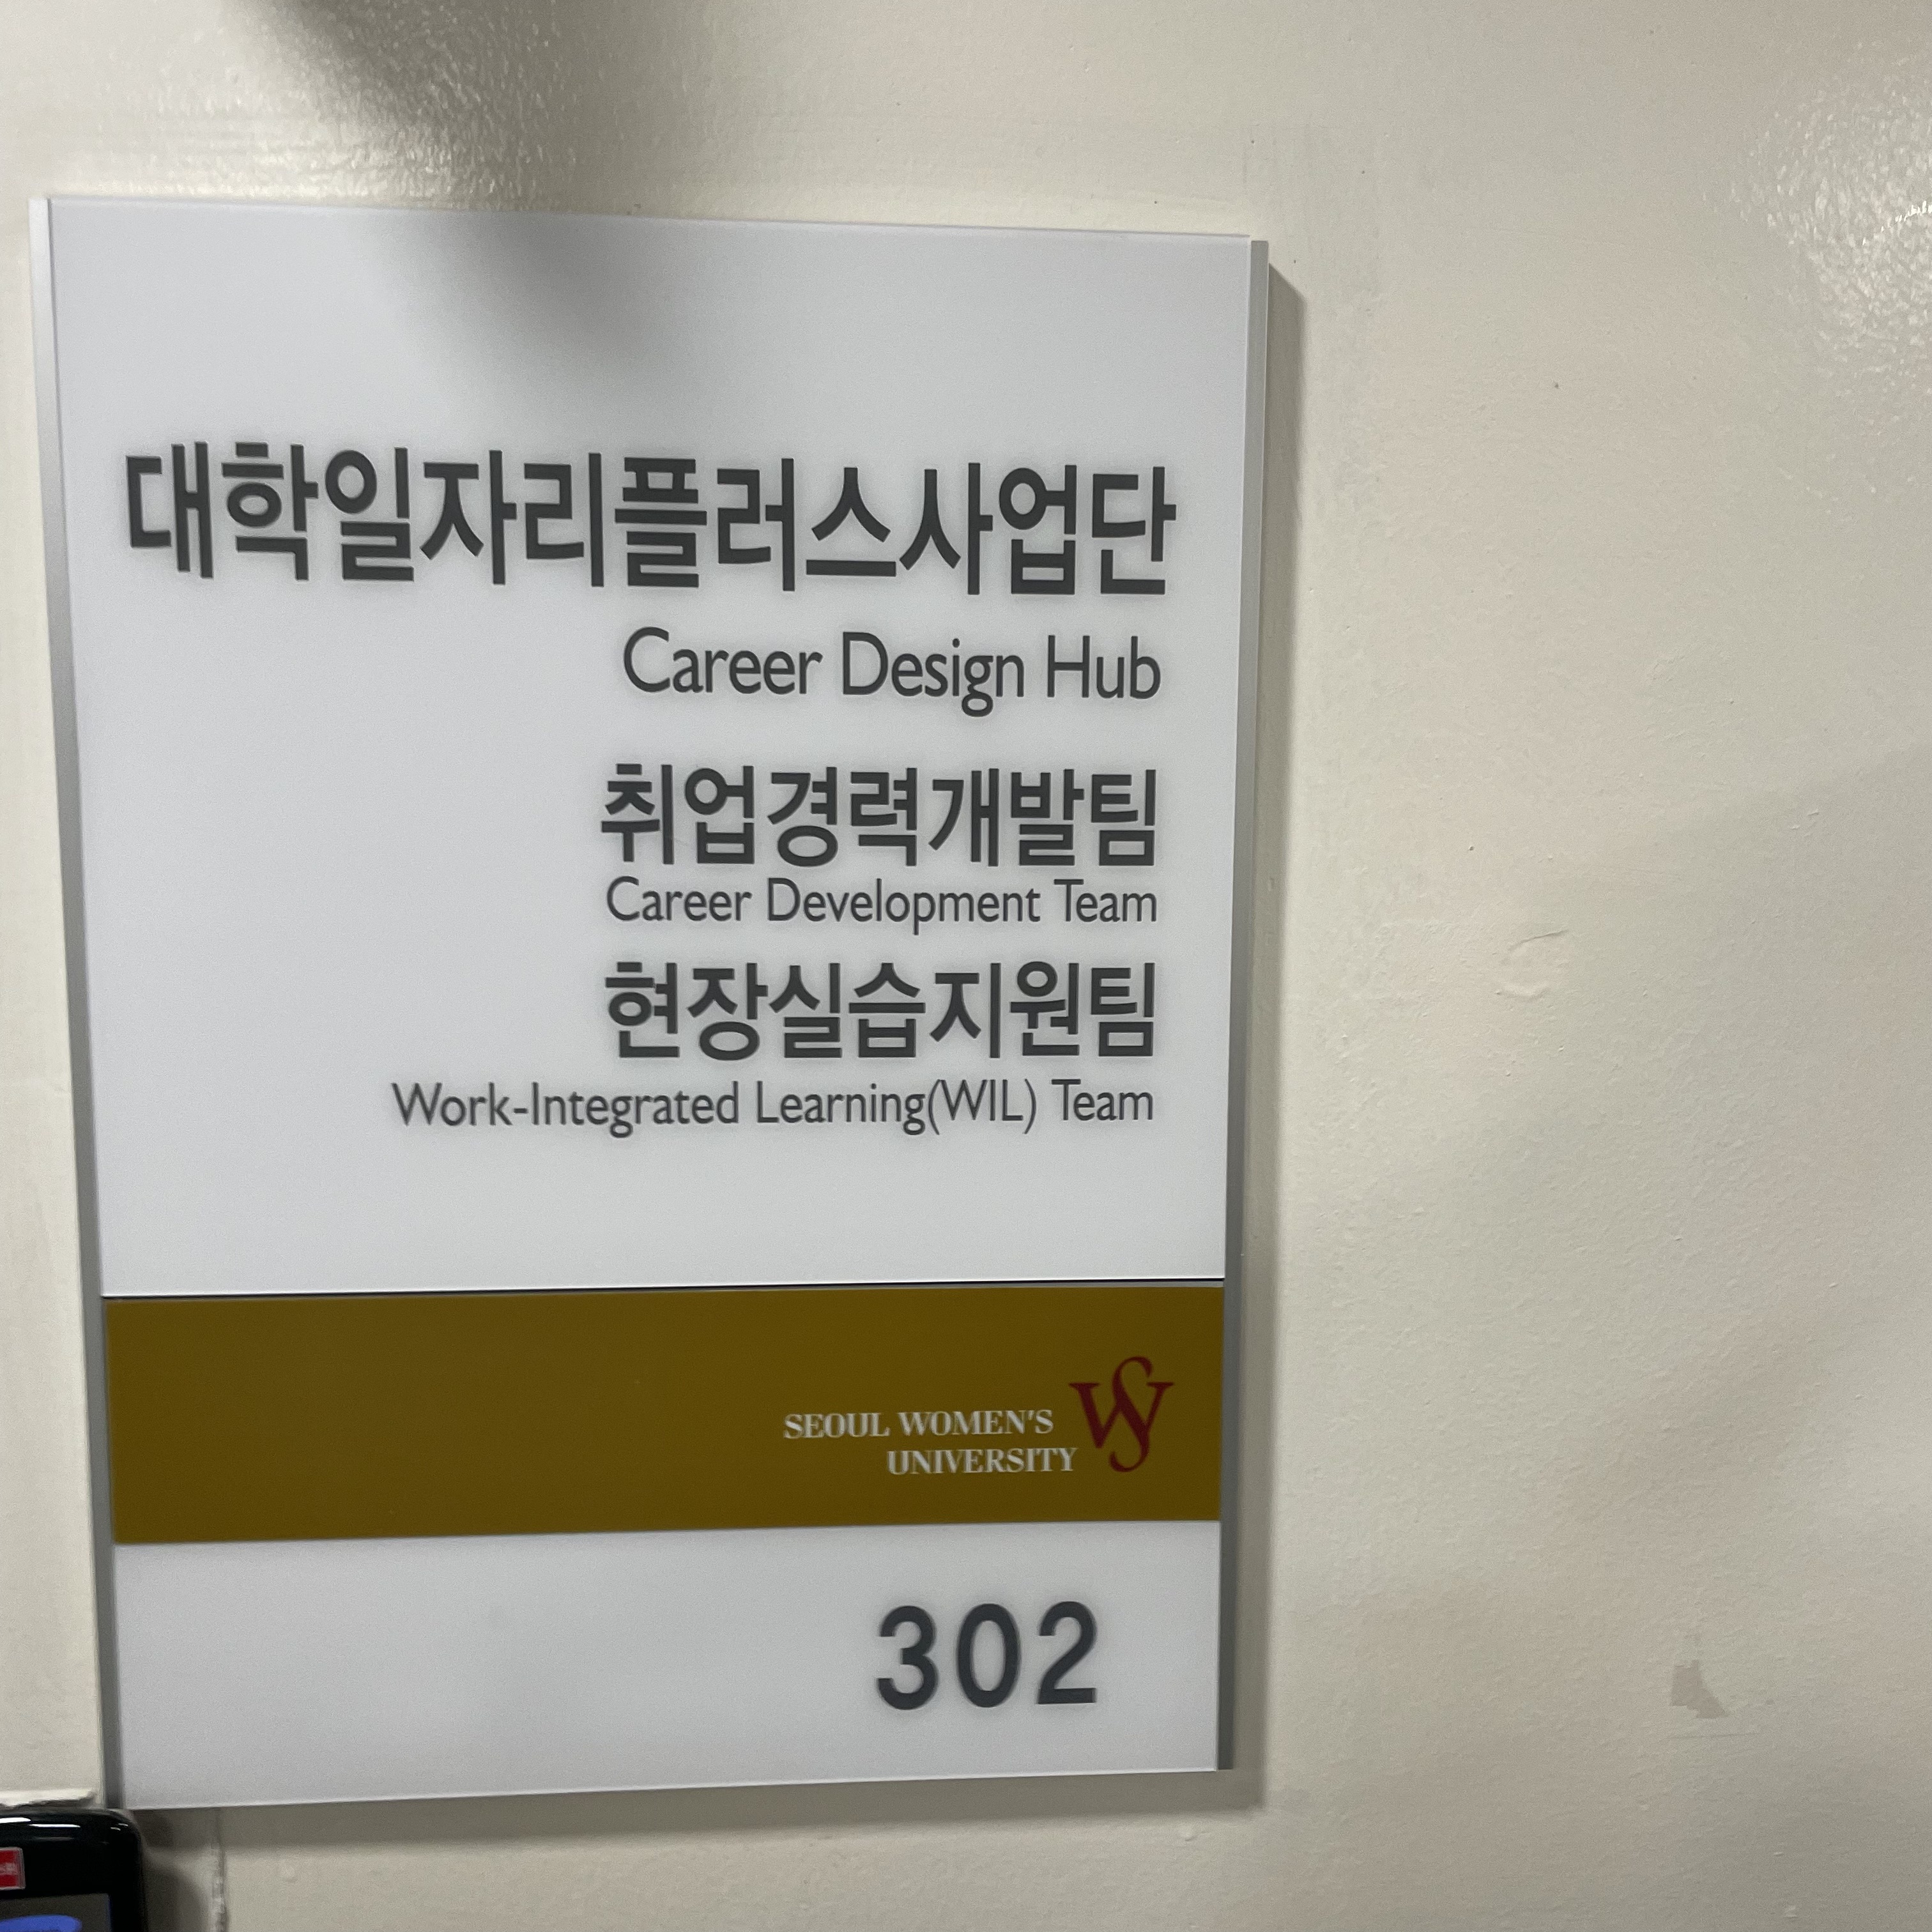 대학일자리플러스사업단
Career Design Hub
취업경력개발팀
Career Development Team
현장실습지원팀
Work-Integrated Learning(WIL) Team
SEOUL WOMEN'S
UNIVERSITY
302